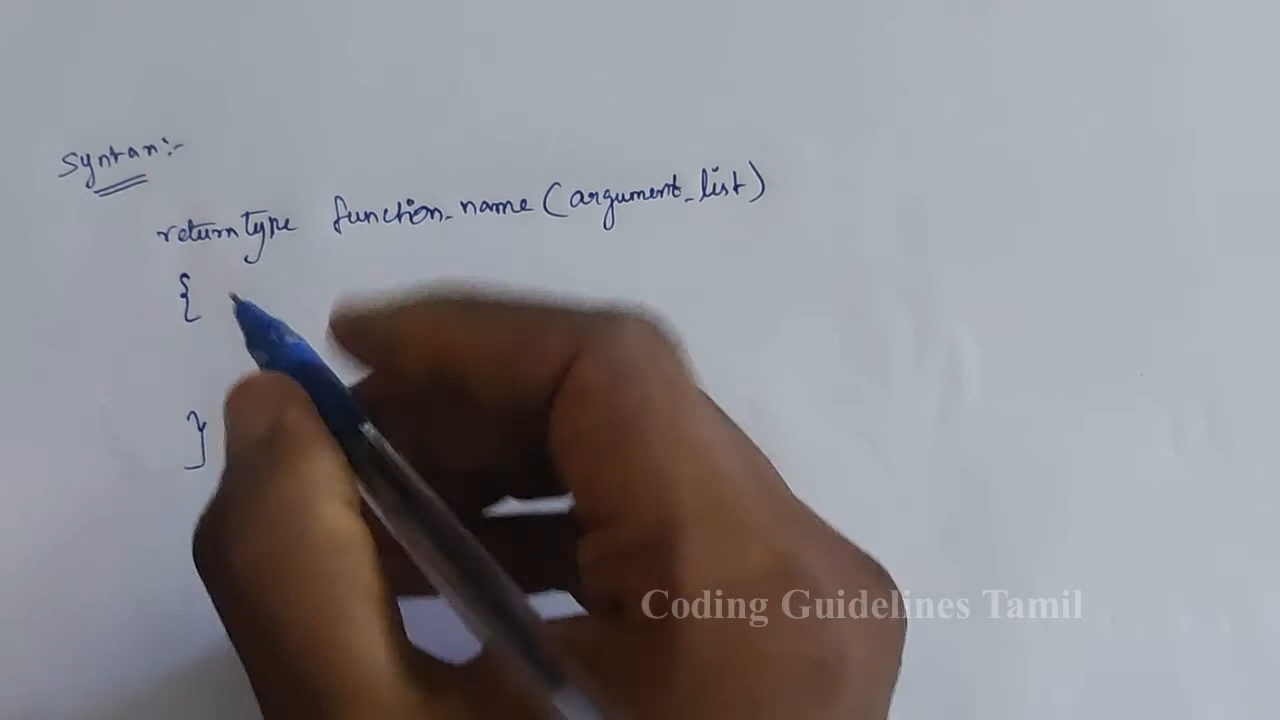 Syntax:-
returntype function_name (argument_list)
{
}
Coding Guidelines Tamil